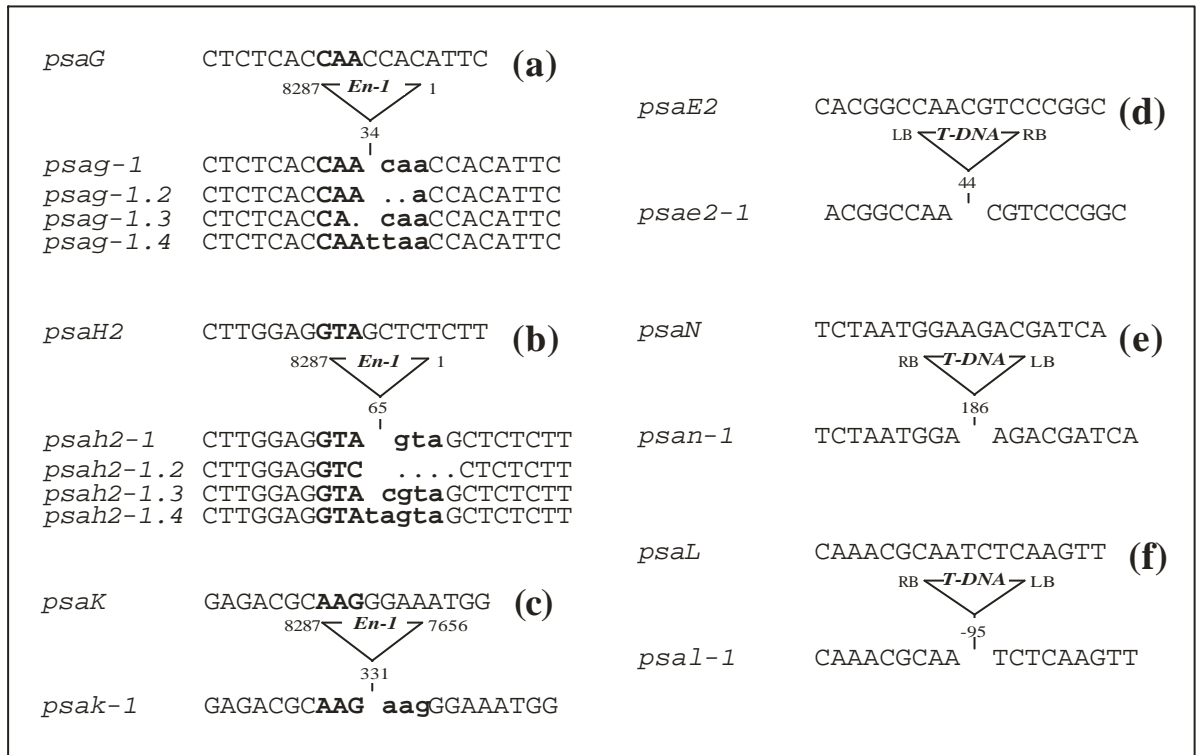 psaG CTCTCACCAACCACATTC (a)
8287 En-1 1
34
psag-1 CTCTCACCAA caaCCACATTC
psag-1.2 CTCTCACCAA ..aCCACATTC
psag-1.3 CTCTCACCA. caaCCACATTC
psag-1.4 CTCTCACCAAttaaCCACATTC
psaH2 CTTGGAGGTAGCTCTCTT (b)
8287 En-1 1
65
psah2-1 CTTGGAGGTA gtaGCTCTCTT
psah2-1.2 CTTGGAGGTC ....CTCTCTT
psah2-1.3 CTTGGAGGTA cgtaGCTCTCTT
psah2-1.4 CTTGGAGGTAtagtaGCTCTCTT
psaK GAGACGCAAGGGAAATGG (c)
8287 En-1 7656
331
psak-1 GAGACGCAAG aagGGAAATGG
psaE2 CACGGCCAACGTCCCGGC (d)
LB T-DNA RB
44
psae2-1 ACGGCCAA CGTCCCGGC
psaN TCTAATGGAAGACGATCA (e)
RB T-DNA LB
186
psan-1 TCTAATGGA AGACGATCA
psaL CAAACGCAATCTCAAGTT (f)
RB T-DNA LB
-95
psal-1 CAAACGCAA TCTCAAGTT